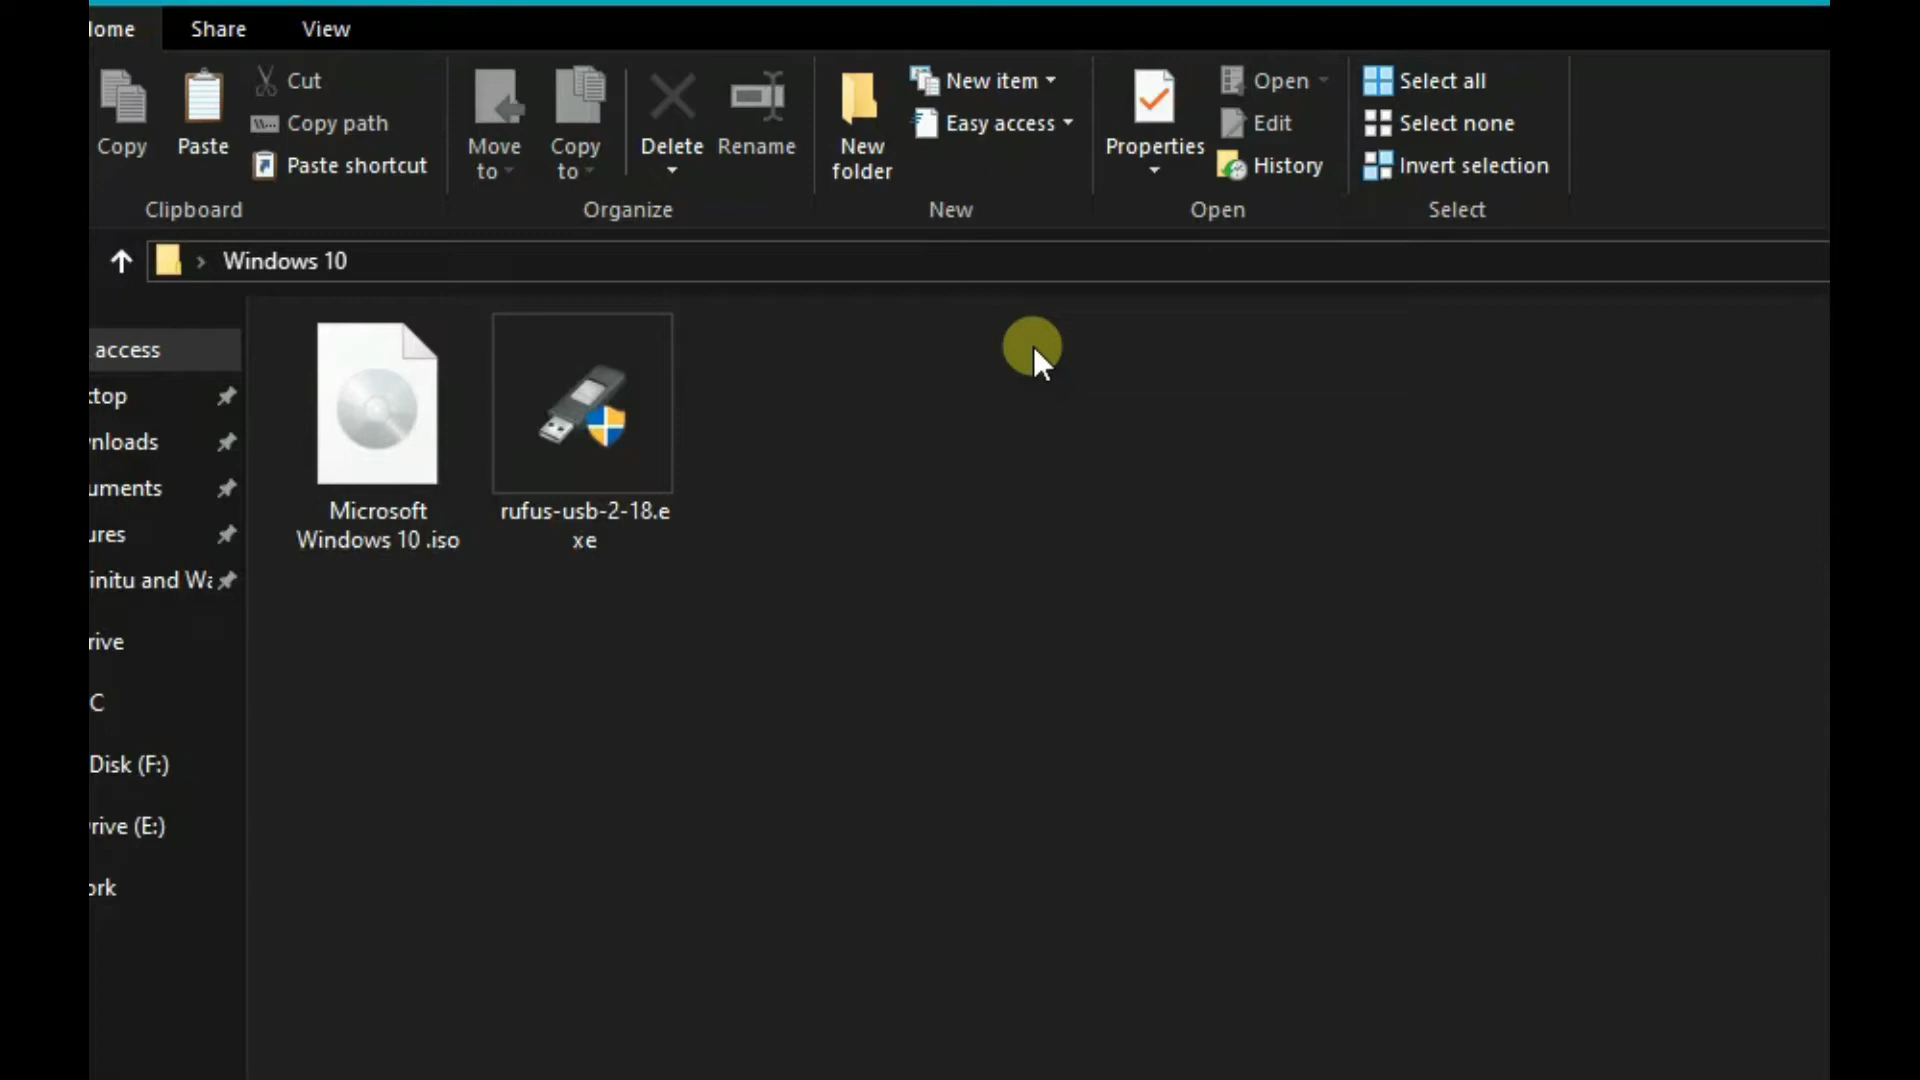 Home
Share
View
Copy
Paste
Cut
Copy path
Paste shortcut
Clipboard
Move
to
Copy
to
Delete
Rename
Organize
New
folder
New item
Easy access
New
Properties
Open
Edit
History
Open
Select all
Select none
Invert selection
Select
Windows 10
access
ktop
nloads
uments
ures
initu and Wa
rive
C
Disk (F:)
rive (E:)
ork
Microsoft
Windows 10 .iso
rufus-usb-2-18.e
xe